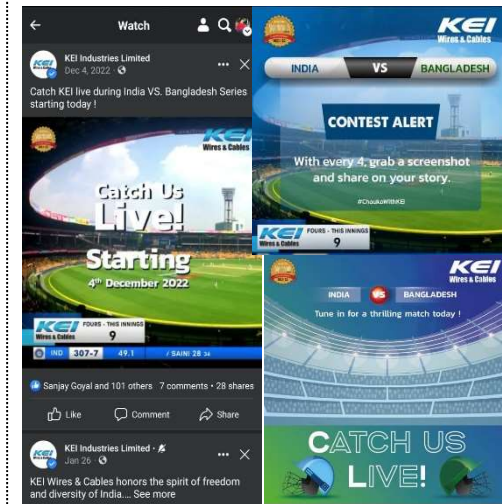 Watch
KEI Industries Limited
Dec 4, 2022
Catch KEI live during India VS. Bangladesh Series
starting today !
KEI
Wires & Cables
Catch Us
Live!
Starting
4th December 2022
KEI
Wires & Cables
FOURS - THIS INNINGS
9
IND 307-7 49.1 SAINI 28
Sanjay Goyal and 101 others 7 comments • 28 shares
Like Comment Share
KEI Industries Limited
Jan 26
KEI Wires & Cables honors the spirit of freedom
and diversity of India.... See more
KEI
Wires & Cables
INDIA VS BANGLADESH
CONTEST ALERT
With every 4, grab a screenshot
and share on your story.
#ChaukaWithKEI
KEI
Wires & Cables
FOURS - THIS INNINGS
9
KEI
Wires & Cables
INDIA VS BANGLADESH
Tune in for a thrilling match today !
CATCH US
LIVE!